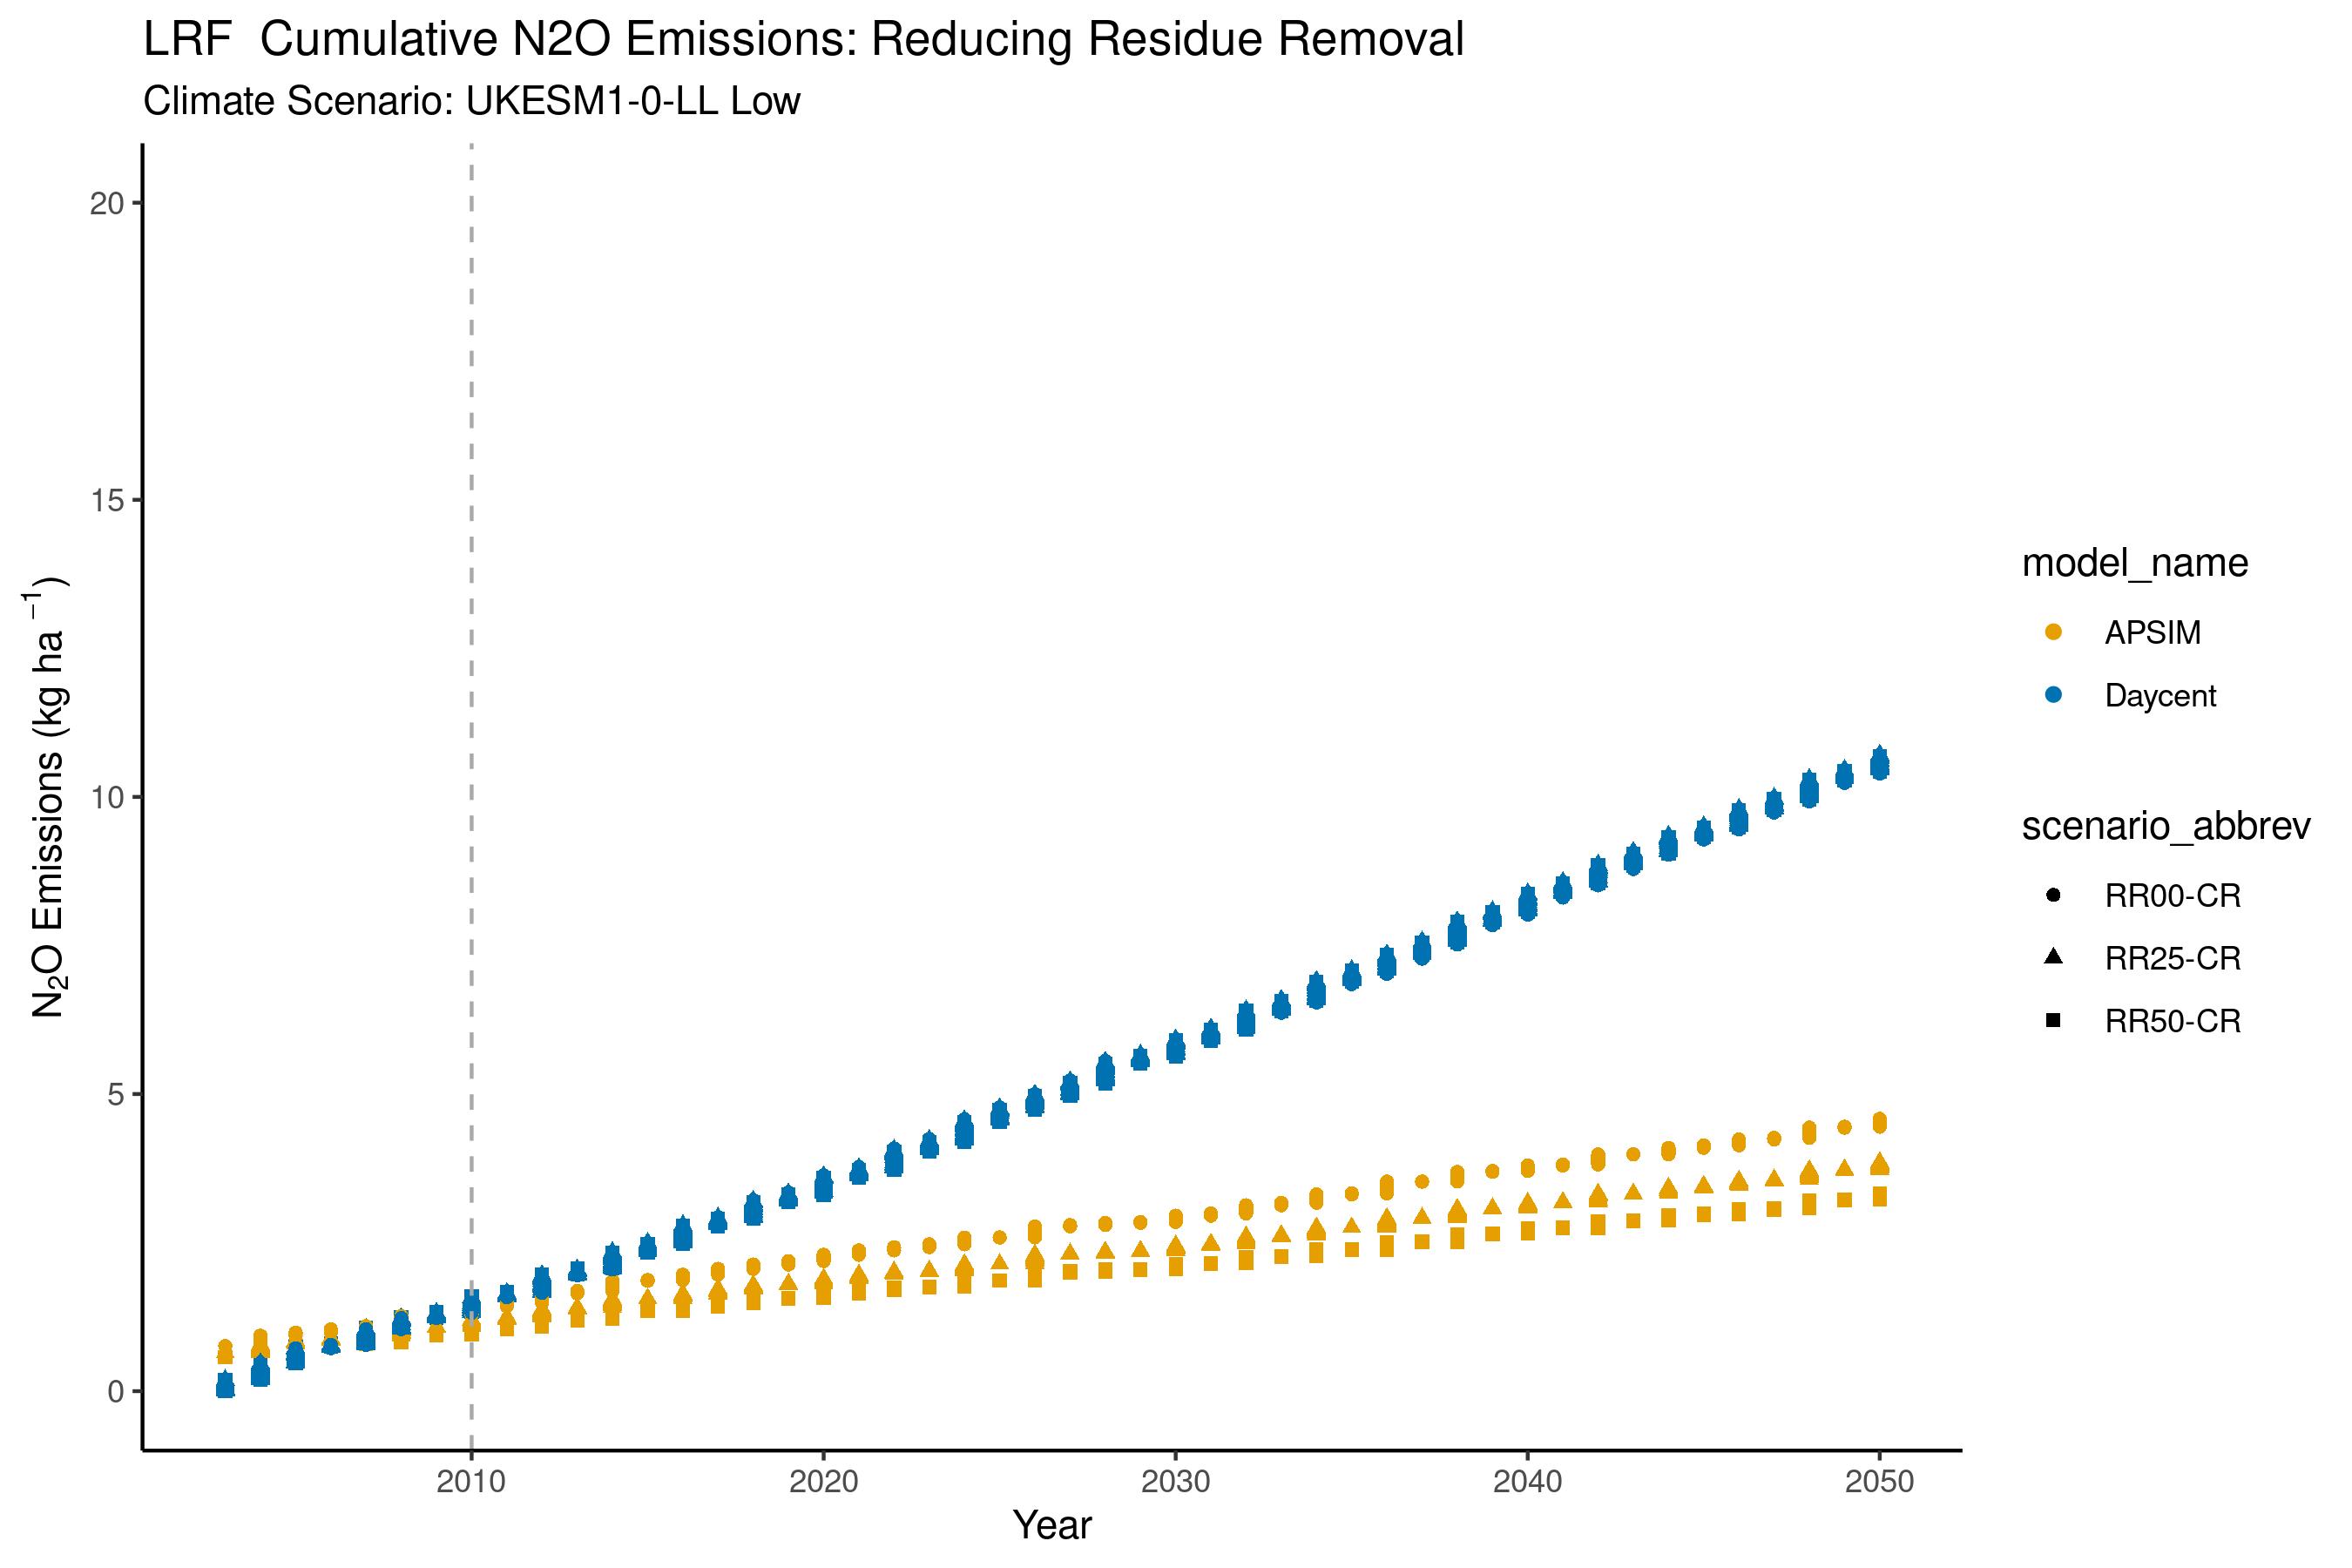 LRF  Cumulative N2O Emissions: Reducing Residue Removal
Climate Scenario: UKESM1-0-LL Low
N₂O Emissions (kg ha⁻¹)
20
15
10
5
0
2010
2020
2030
2040
2050
Year
model_name
APSIM
Daycent
scenario_abbrev
RR00-CR
RR25-CR
RR50-CR